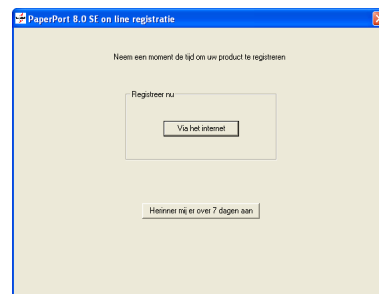 PaperPort 8.0 SE on line registratie
Neem een moment de tijd om uw product te registreren
Registreer nu
Via het internet
Herinner mij er over 7 dagen aan